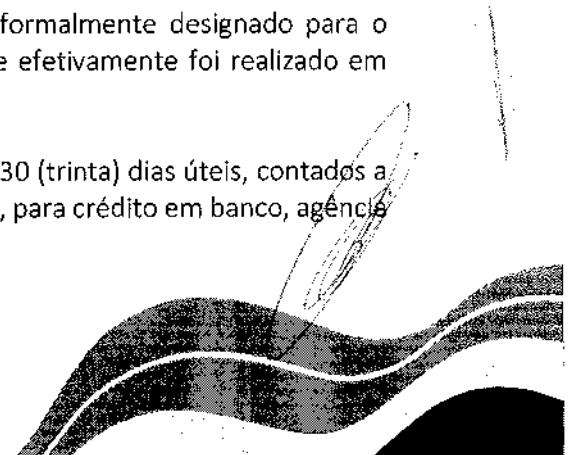 formalmente designado para o
e efetivamente foi realizado em
30 (trinta) dias úteis, contados a
, para crédito em banco, agência